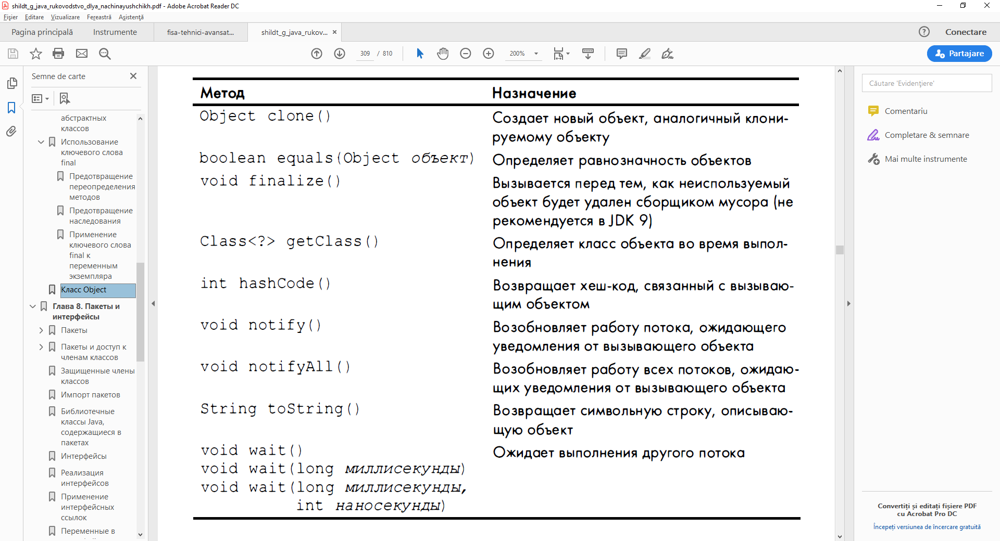 shildt_g_java_rukovodstvo_dlya_nachinayushchikh.pdf - Adobe Acrobat Reader DC
Fișier Editare Vizualizare Fereastră Asistență
Pagina principală Instrumente fisa-tehnici-avansat... shildt_g_java_rukov... Conectare
309 / 810 200% Partajare
Semne de carte
абстрактных
классов
Использование
ключевого слова
final
Предотвращение
переопределения
методов
Предотвращение
наследования
Применение
ключевого слова
final к
переменным
экземпляра
Класс Object
Глава 8. Пакеты и
интерфейсы
Пакеты
Пакеты и доступ к
членам классов
Защищенные члены
классов
Импорт пакетов
Библиотечные
классы Java,
содержащиеся в
пакетах
Интерфейсы
Реализация
интерфейсов
Применение
интерфейсных
ссылок
Переменные в
Метод Назначение
Object clone() Создает новый объект, аналогичный клони-
руемому объекту
boolean equals(Object объект) Определяет равнозначность объектов
void finalize() Вызывается перед тем, как неиспользуемый
объект будет удален сборщиком мусора (не
рекомендуется в JDK 9)
Class<?> getClass() Определяет класс объекта во время выпол-
нения
int hashCode() Возвращает хеш-код, связанный с вызываю-
щим объектом
void notify() Возобновляет работу потока, ожидающего
уведомления от вызывающего объекта
void notifyAll() Возобновляет работу всех потоков, ожидаю-
щих уведомления от вызывающего объекта
String toString() Возвращает символьную строку, описываю-
щую объект
void wait() Ожидает выполнения другого потока
void wait(long миллисекунды)
void wait(long миллисекунды,
int наносекунды)
Căutare 'Evidențiere'
Comentariu
Completare & semnare
Mai multe instrumente
Convertiți și editați fișiere PDF
cu Acrobat Pro DC
Începeți versiunea de încercare gratuită